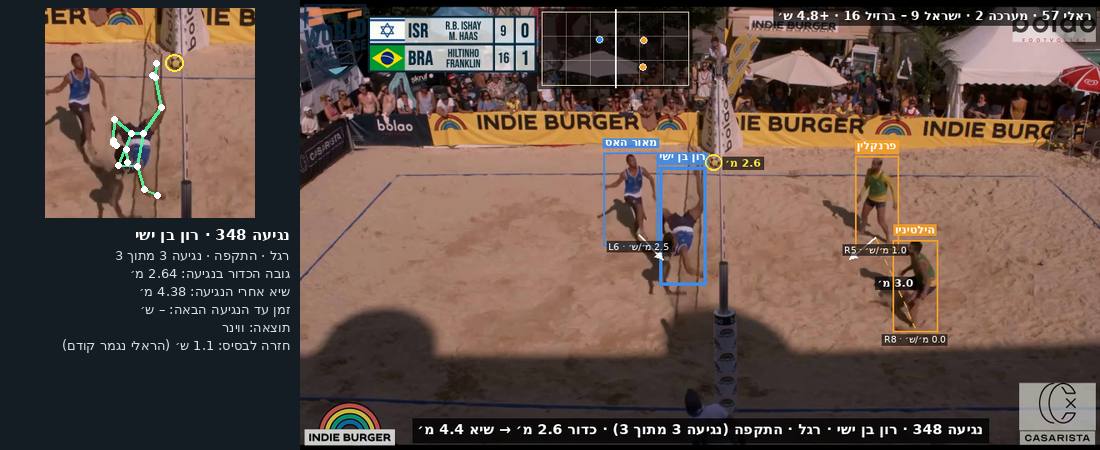 ראלי 57 · מערכה 2 · ישראל 9 – ברזיל 16 · +4.8 ש׳
ISR R.B. ISHAY M. HAAS 9 0
BRA HILTINHO FRANKLIN 16 1
INDIE BURGER
bolao
FOOTVOLLEY
bolao
INDIE BURGER
INDIE BURGER
CASARISTA
מאור האס
רון בן ישי
2.6 מ׳
פרנקלין
הילטיניו
L6 · 2.5 מ׳/ש׳
R5 · 1.0 מ׳/ש׳
3.0 מ׳
R8 · 0.0 מ׳/ש׳
נגיעה 348 · רון בן ישי
רגל · התקפה · נגיעה 3 מתוך 3
גובה הכדור בנגיעה: 2.64 מ׳
שיא אחרי הנגיעה: 4.38 מ׳
זמן עד הנגיעה הבאה: – ש׳
תוצאה: ווינר
חזרה לבסיס: 1.1 ש׳ (הראלי נגמר קודם)
נגיעה 348 · רון בן ישי · רגל · התקפה (נגיעה 3 מתוך 3) · כדור 2.6 מ׳ → שיא 4.4 מ׳
INDIE BURGER
CASARISTA